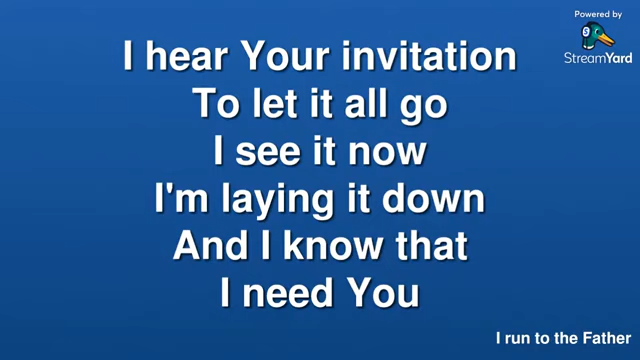 Powered by
StreamYard
I hear Your invitation
To let it all go
I see it now
I'm laying it down
And I know that
I need You
I run to the Father